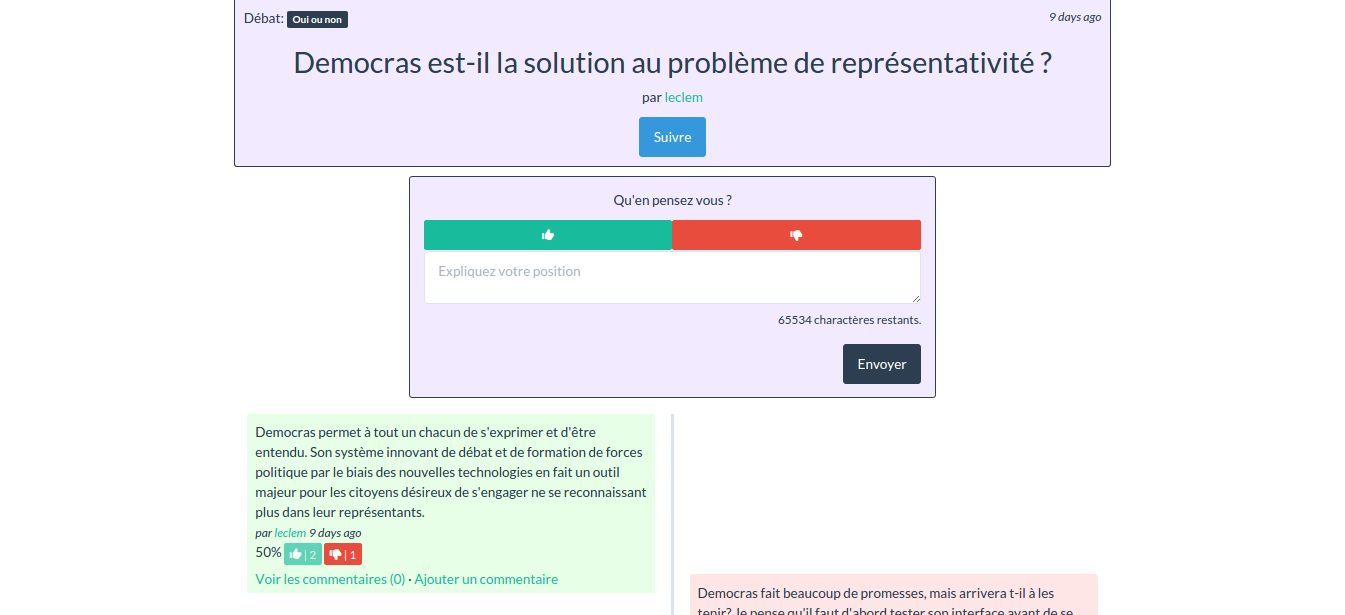 Débat: Oui ou non
9 days ago
Democras est-il la solution au problème de représentativité ?
par leclem
Suivre
Qu'en pensez vous ?
Expliquez votre position
65534 charactères restants.
Envoyer
Democras permet à tout un chacun de s'exprimer et d'être
entendu. Son système innovant de débat et de formation de forces
politique par le biais des nouvelles technologies en fait un outil
majeur pour les citoyens désireux de s'engager ne se reconnaissant
plus dans leur représentants.
par leclem 9 days ago
50% | 2 | 1
Voir les commentaires (0) · Ajouter un commentaire
Democras fait beaucoup de promesses, mais arrivera t-il à les
tenir? Je pense qu'il faut d'abord tester son interface avant de se